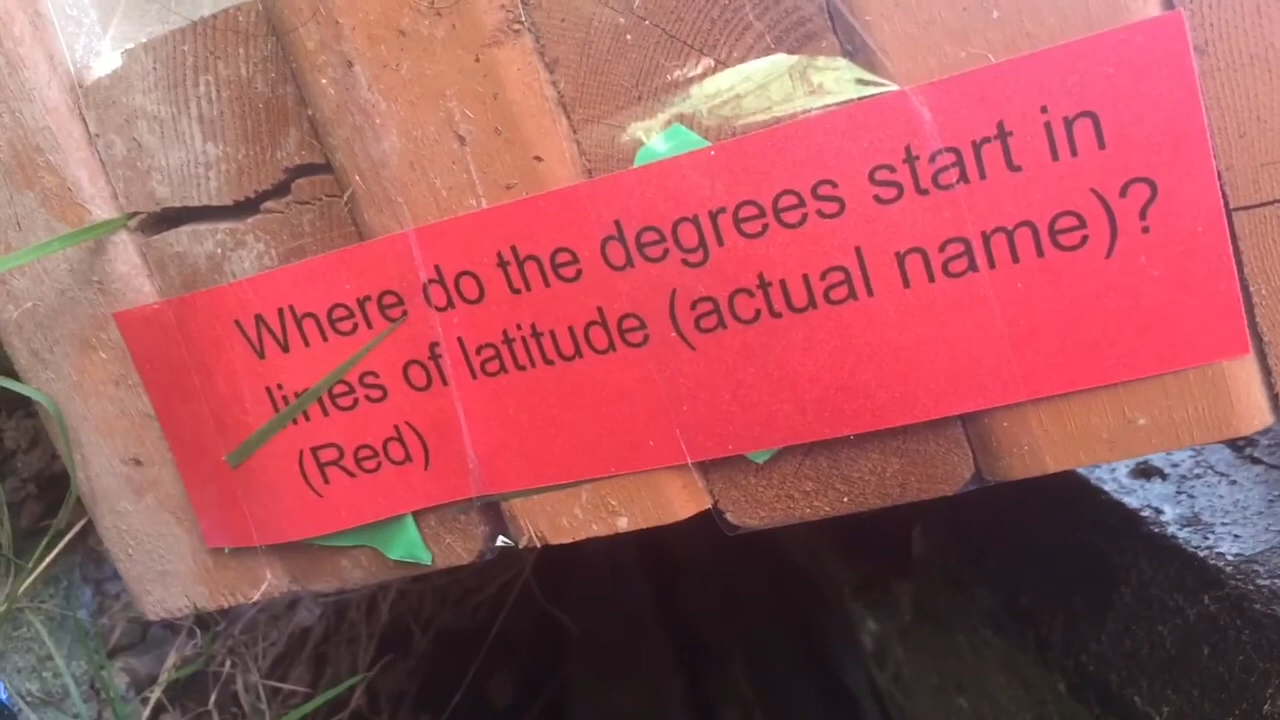 Where do the degrees start in
lines of latitude (actual name)?
(Red)